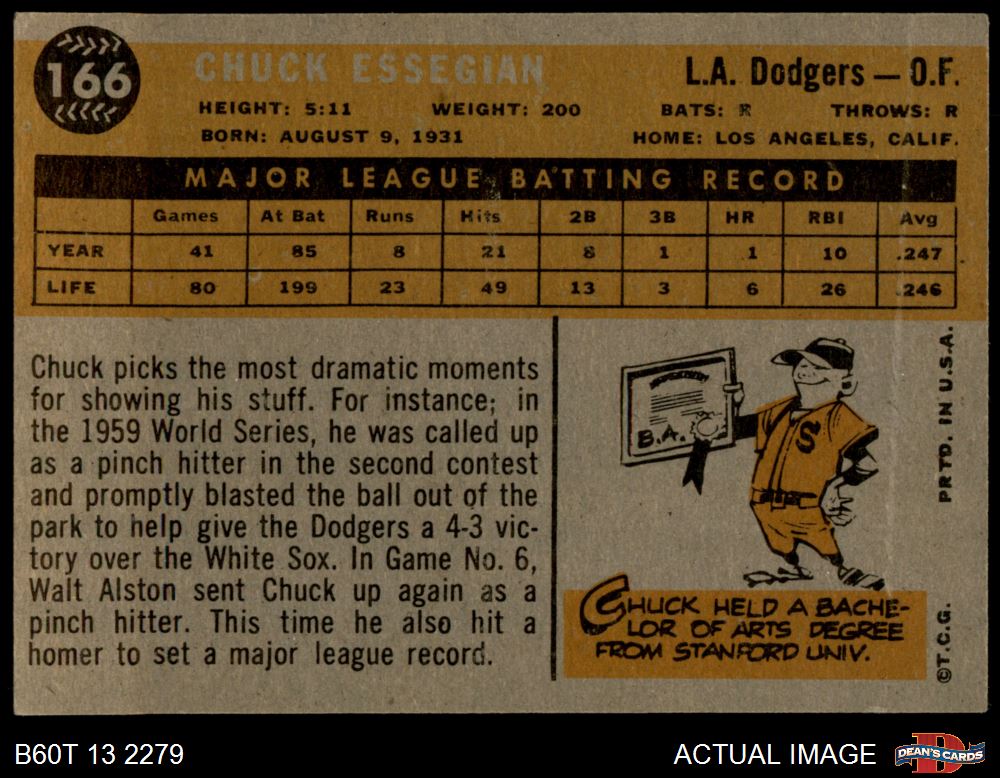 166
CHUCK ESSEGIAN
L.A. Dodgers — O.F.
HEIGHT: 5:11 WEIGHT: 200 BATS: R THROWS: R
BORN: AUGUST 9, 1931 HOME: LOS ANGELES, CALIF.
MAJOR LEAGUE BATTING RECORD
Games At Bat Runs Hits 2B 3B HR RBI Avg
YEAR 41 85 8 21 8 1 1 10 .247
LIFE 80 199 23 49 13 3 6 26 .246
Chuck picks the most dramatic moments
for showing his stuff. For instance; in
the 1959 World Series, he was called up
as a pinch hitter in the second contest
and promptly blasted the ball out of the
park to help give the Dodgers a 4-3 vic-
tory over the White Sox. In Game No. 6,
Walt Alston sent Chuck up again as a
pinch hitter. This time he also hit a
homer to set a major league record.
B.A.
S
CHUCK HELD A BACHE-
LOR OF ARTS DEGREE
FROM STANFORD UNIV.
©T.C.G. PRTD. IN U.S.A.
B60T 13 2279
ACTUAL IMAGE
D
DEAN'S CARDS